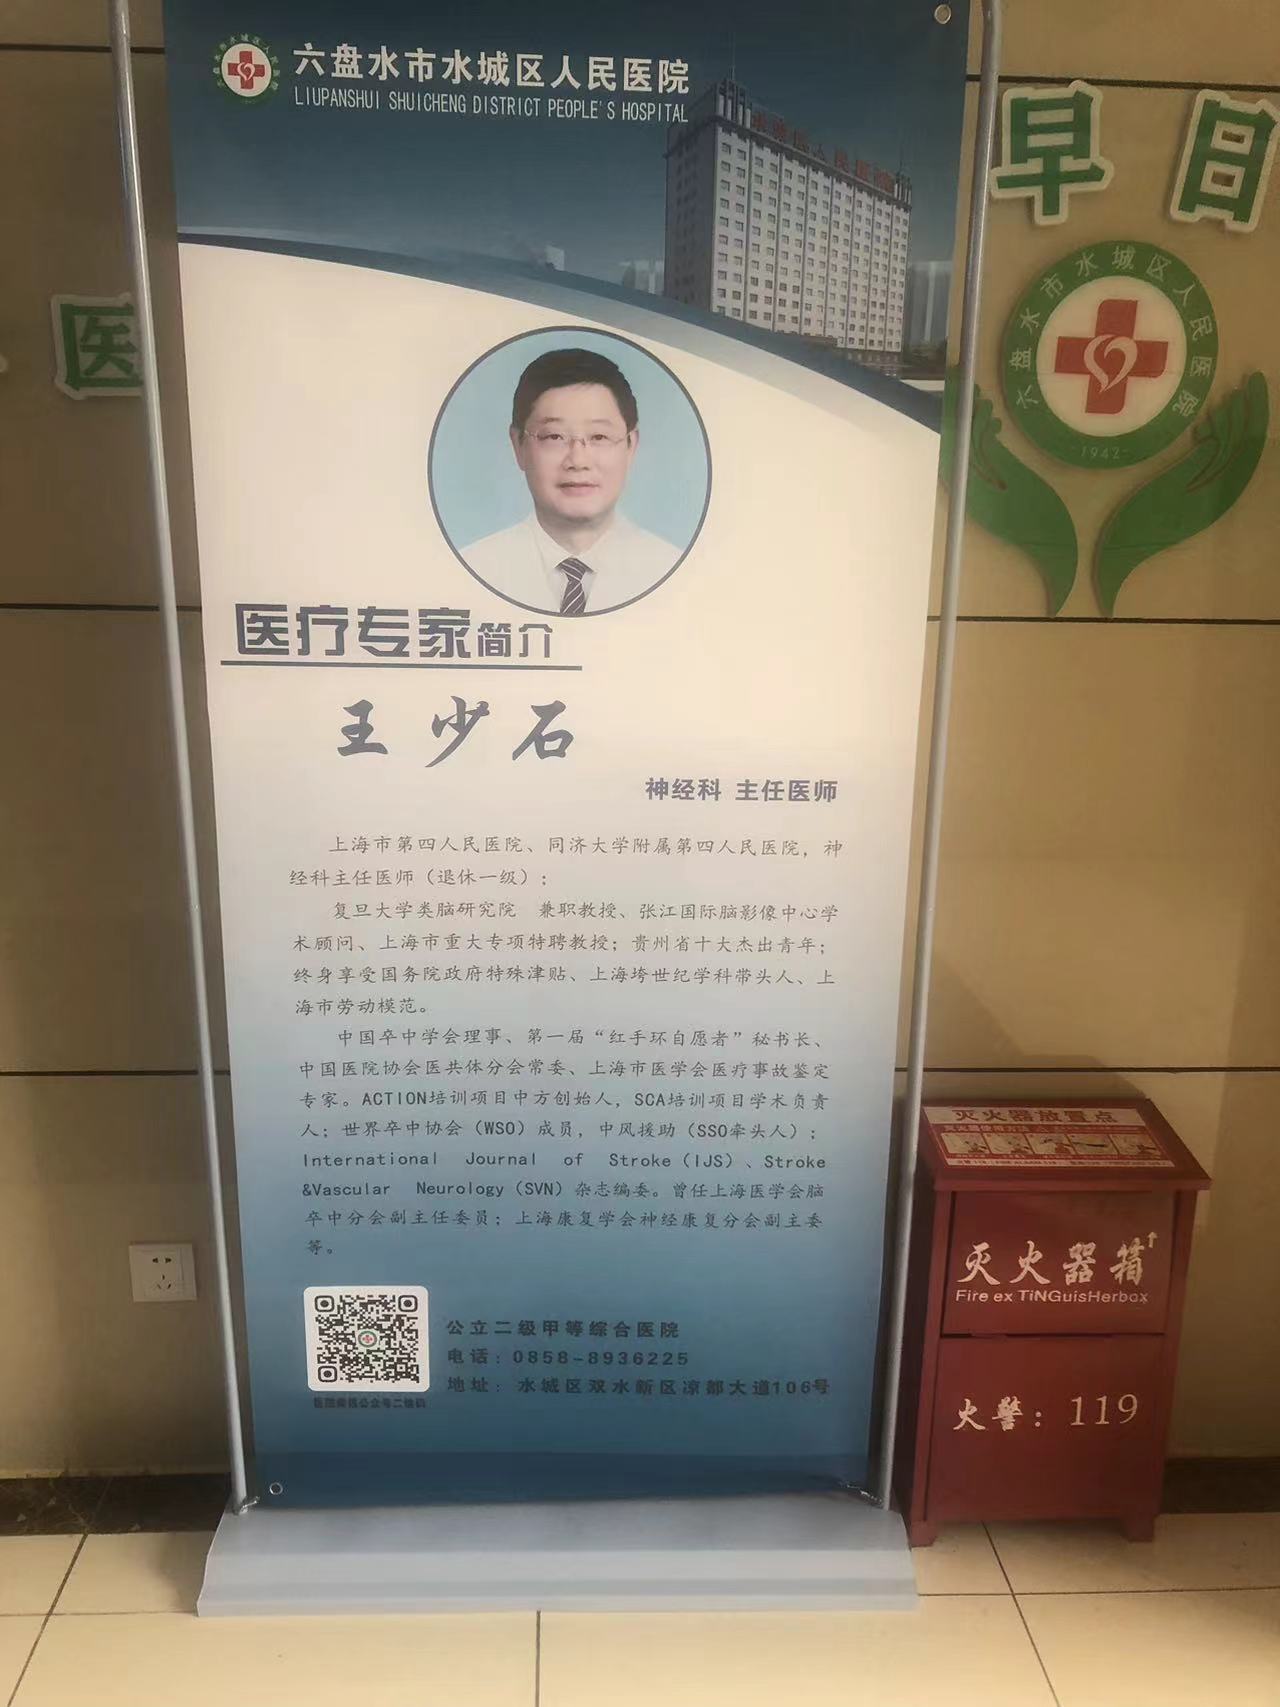 六盘水市水城区人民医院
LIUPANSHUI SHUICHENG DISTRICT PEOPLE'S HOSPITAL
早日
医
六盘水市水城区人民医院
·1942·
医疗专家简介
王少石
神经科 主任医师
上海市第四人民医院、同济大学附属第四人民医院，神
经科主任医师（退休一级）；
复旦大学类脑研究院 兼职教授、张江国际脑影像中心学
术顾问、上海市重大专项特聘教授；贵州省十大杰出青年；
终身享受国务院政府特殊津贴、上海垮世纪学科带头人、上
海市劳动模范。
中国卒中学会理事、第一届“红手环自愿者”秘书长、
中国医院协会医共体分会常委、上海市医学会医疗事故鉴定
专家。ACTION培训项目中方创始人，SCA培训项目学术负责
人；世界卒中协会（WSO）成员，中风援助（SSO牵头人）；
International Journal of Stroke（IJS）、Stroke
&Vascular Neurology（SVN）杂志编委。曾任上海医学会脑
卒中分会副主任委员；上海康复学会神经康复分会副主委
等。
公立二级甲等综合医院
电话：0858-8936225
地址：水城区双水新区凉都大道106号
灭火器放置点
灭火器使用方法
灭火器箱
Fire ex TiNGuisHerbox
火警：119